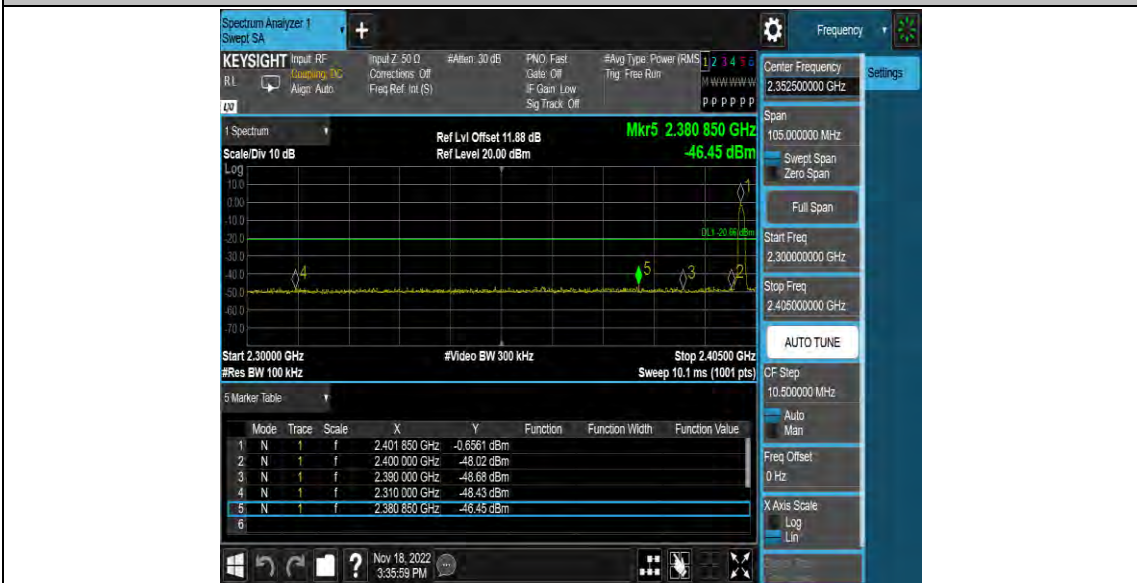 Spectrum Analyzer 1
Swept SA
+
Frequency
KEYSIGHT Input: RF
Coupling: DC
Align: Auto
RL
LXI
Input Z: 50 Ω
Corrections: Off
Freq Ref: Int (S)
#Atten: 30 dB
PNO: Fast
Gate: Off
IF Gain: Low
Sig Track: Off
#Avg Type: Power (RMS
Trig: Free Run
1 2 3 4 5 6
M W W W W W
P P P P P P
Center Frequency
2.352500000 GHz
Settings
Span
105.000000 MHz
Swept Span
Zero Span
Full Span
Start Freq
2.300000000 GHz
Stop Freq
2.405000000 GHz
AUTO TUNE
CF Step
10.500000 MHz
Auto
Man
Freq Offset
0 Hz
X Axis Scale
Log
Lin
1 Spectrum
Scale/Div 10 dB
Ref Lvl Offset 11.88 dB
Ref Level 20.00 dBm
Mkr5 2.380 850 GHz
-46.45 dBm
Log
10.0
0.00
-10.0
-20.0
-30.0
-40.0
-50.0
-60.0
-70.0
1
DL1 -20.66 dBm
4
5
3
2
Start 2.30000 GHz
#Video BW 300 kHz
Stop 2.40500 GHz
#Res BW 100 kHz
Sweep 10.1 ms (1001 pts)
5 Marker Table
Mode Trace Scale X Y Function Function Width Function Value
1 N 1 f 2.401 850 GHz -0.6561 dBm
2 N 1 f 2.400 000 GHz -48.02 dBm
3 N 1 f 2.390 000 GHz -48.68 dBm
4 N 1 f 2.310 000 GHz -48.43 dBm
5 N 1 f 2.380 850 GHz -46.45 dBm
6
?
Nov 18, 2022
3:35:59 PM